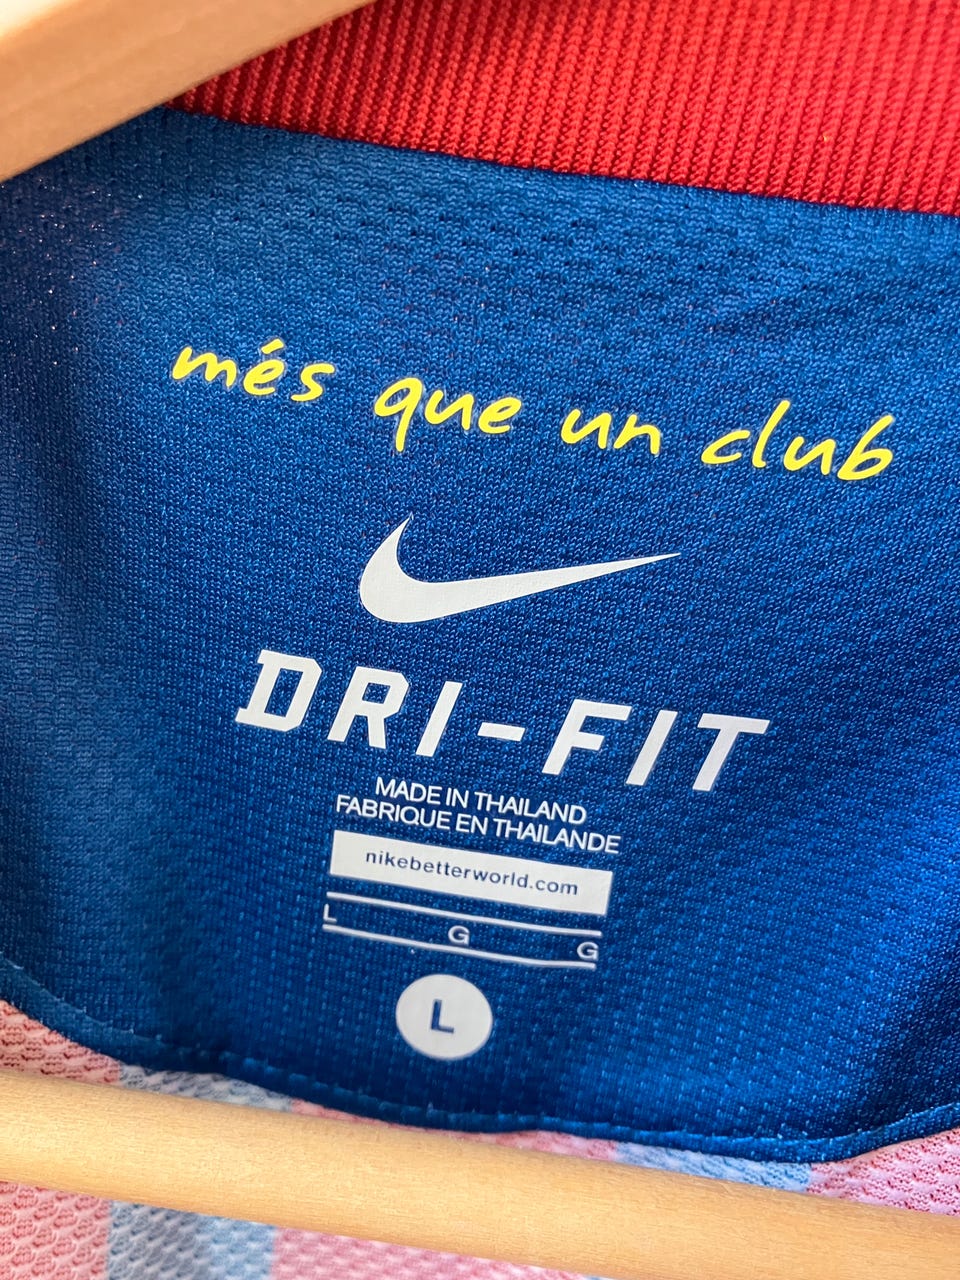 més que un club
DRI-FIT
MADE IN THAILAND
FABRIQUE EN THAILANDE
nikebetterworld.com
L G G
L